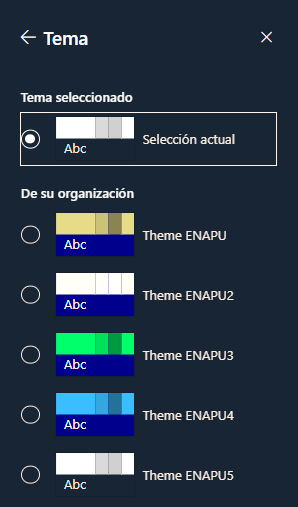 Tema
Tema seleccionado
Abc
Selección actual
De su organización
Abc
Theme ENAPU
Abc
Theme ENAPU2
Abc
Theme ENAPU3
Abc
Theme ENAPU4
Abc
Theme ENAPU5